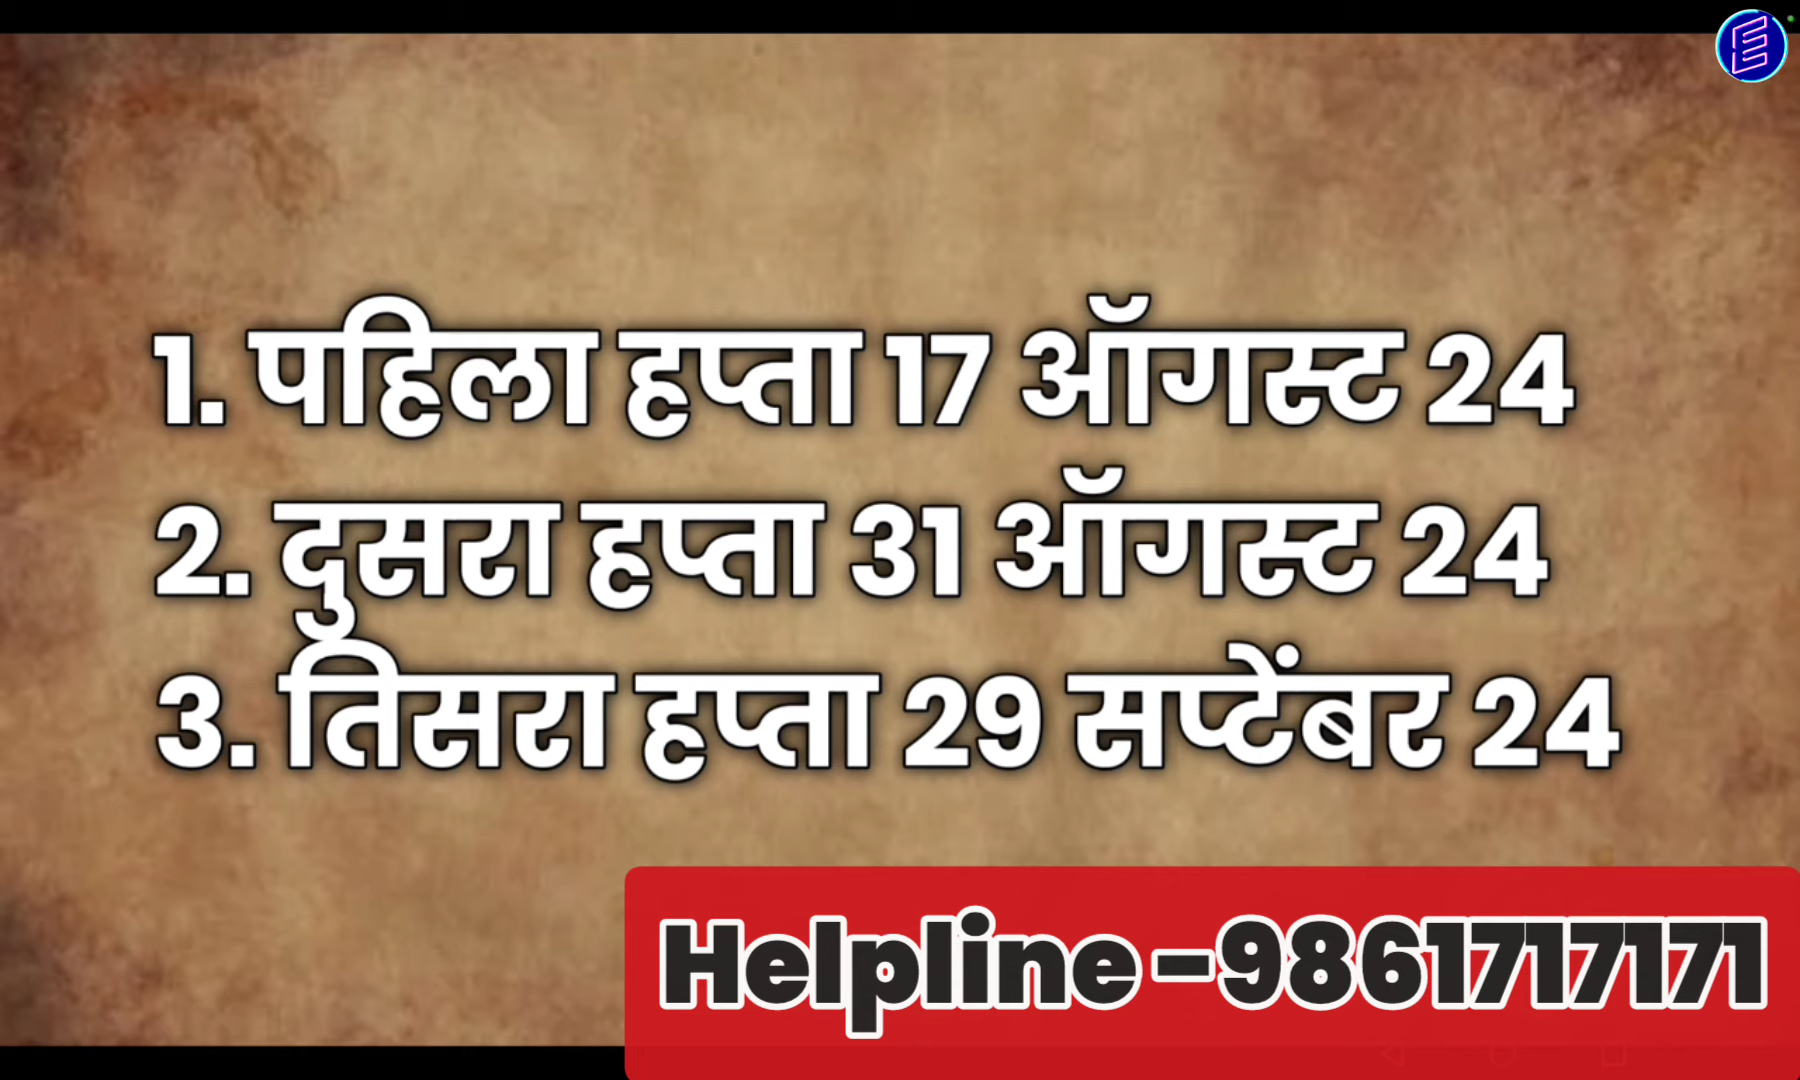 1. पहिला हप्ता 17 ऑगस्ट 24
2. दुसरा हप्ता 31 ऑगस्ट 24
3. तिसरा हप्ता 29 सप्टेंबर 24
Helpline -9861717171